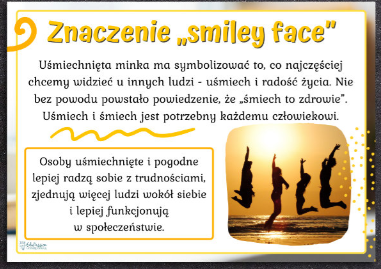 Znaczenie „smiley face”
Uśmiechnięta minka ma symbolizować to, co najczęściej
chcemy widzieć u innych ludzi - uśmiech i radość życia. Nie
bez powodu powstało powiedzenie, że „śmiech to zdrowie”.
Uśmiech i śmiech jest potrzebny każdemu człowiekowi.
Osoby uśmiechnięte i pogodne
lepiej radzą sobie z trudnościami,
zjednują więcej ludzi wokół siebie
i lepiej funkcjonują
w społeczeństwie.